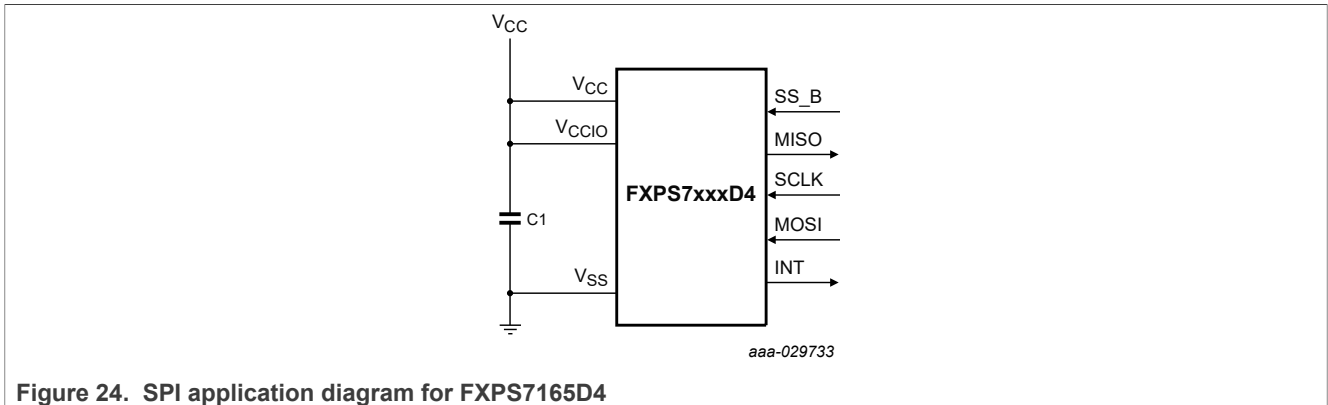 VCC
VCC
VCCIO
C1
VSS
FXPS7xxxD4
SS_B
MISO
SCLK
MOSI
INT
aaa-029733
Figure 24. SPI application diagram for FXPS7165D4